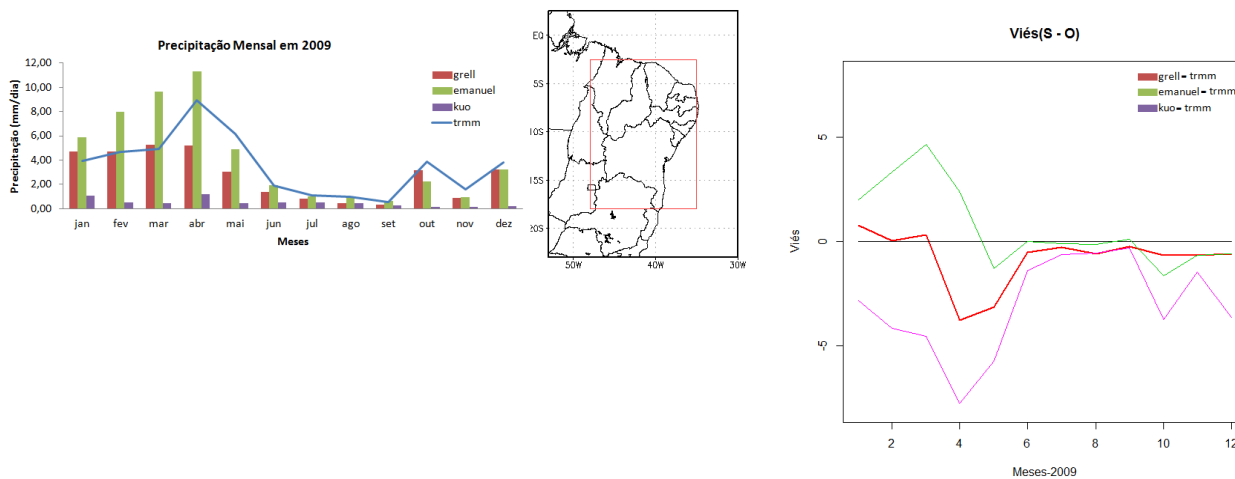 Precipitação Mensal em 2009
Precipitação (mm/dia)
12,00
10,00
8,00
6,00
4,00
2,00
0,00
jan fev mar abr mai jun jul ago set out nov dez
Meses
grell
emanuel
kuo
trmm
EQ
5S
10S
15S
20S
50W 40W 30W
Viés(S - O)
grell= trmm
emanuel= trmm
kuo= trmm
Viés
5
0
-5
2 4 6 8 10 12
Meses-2009